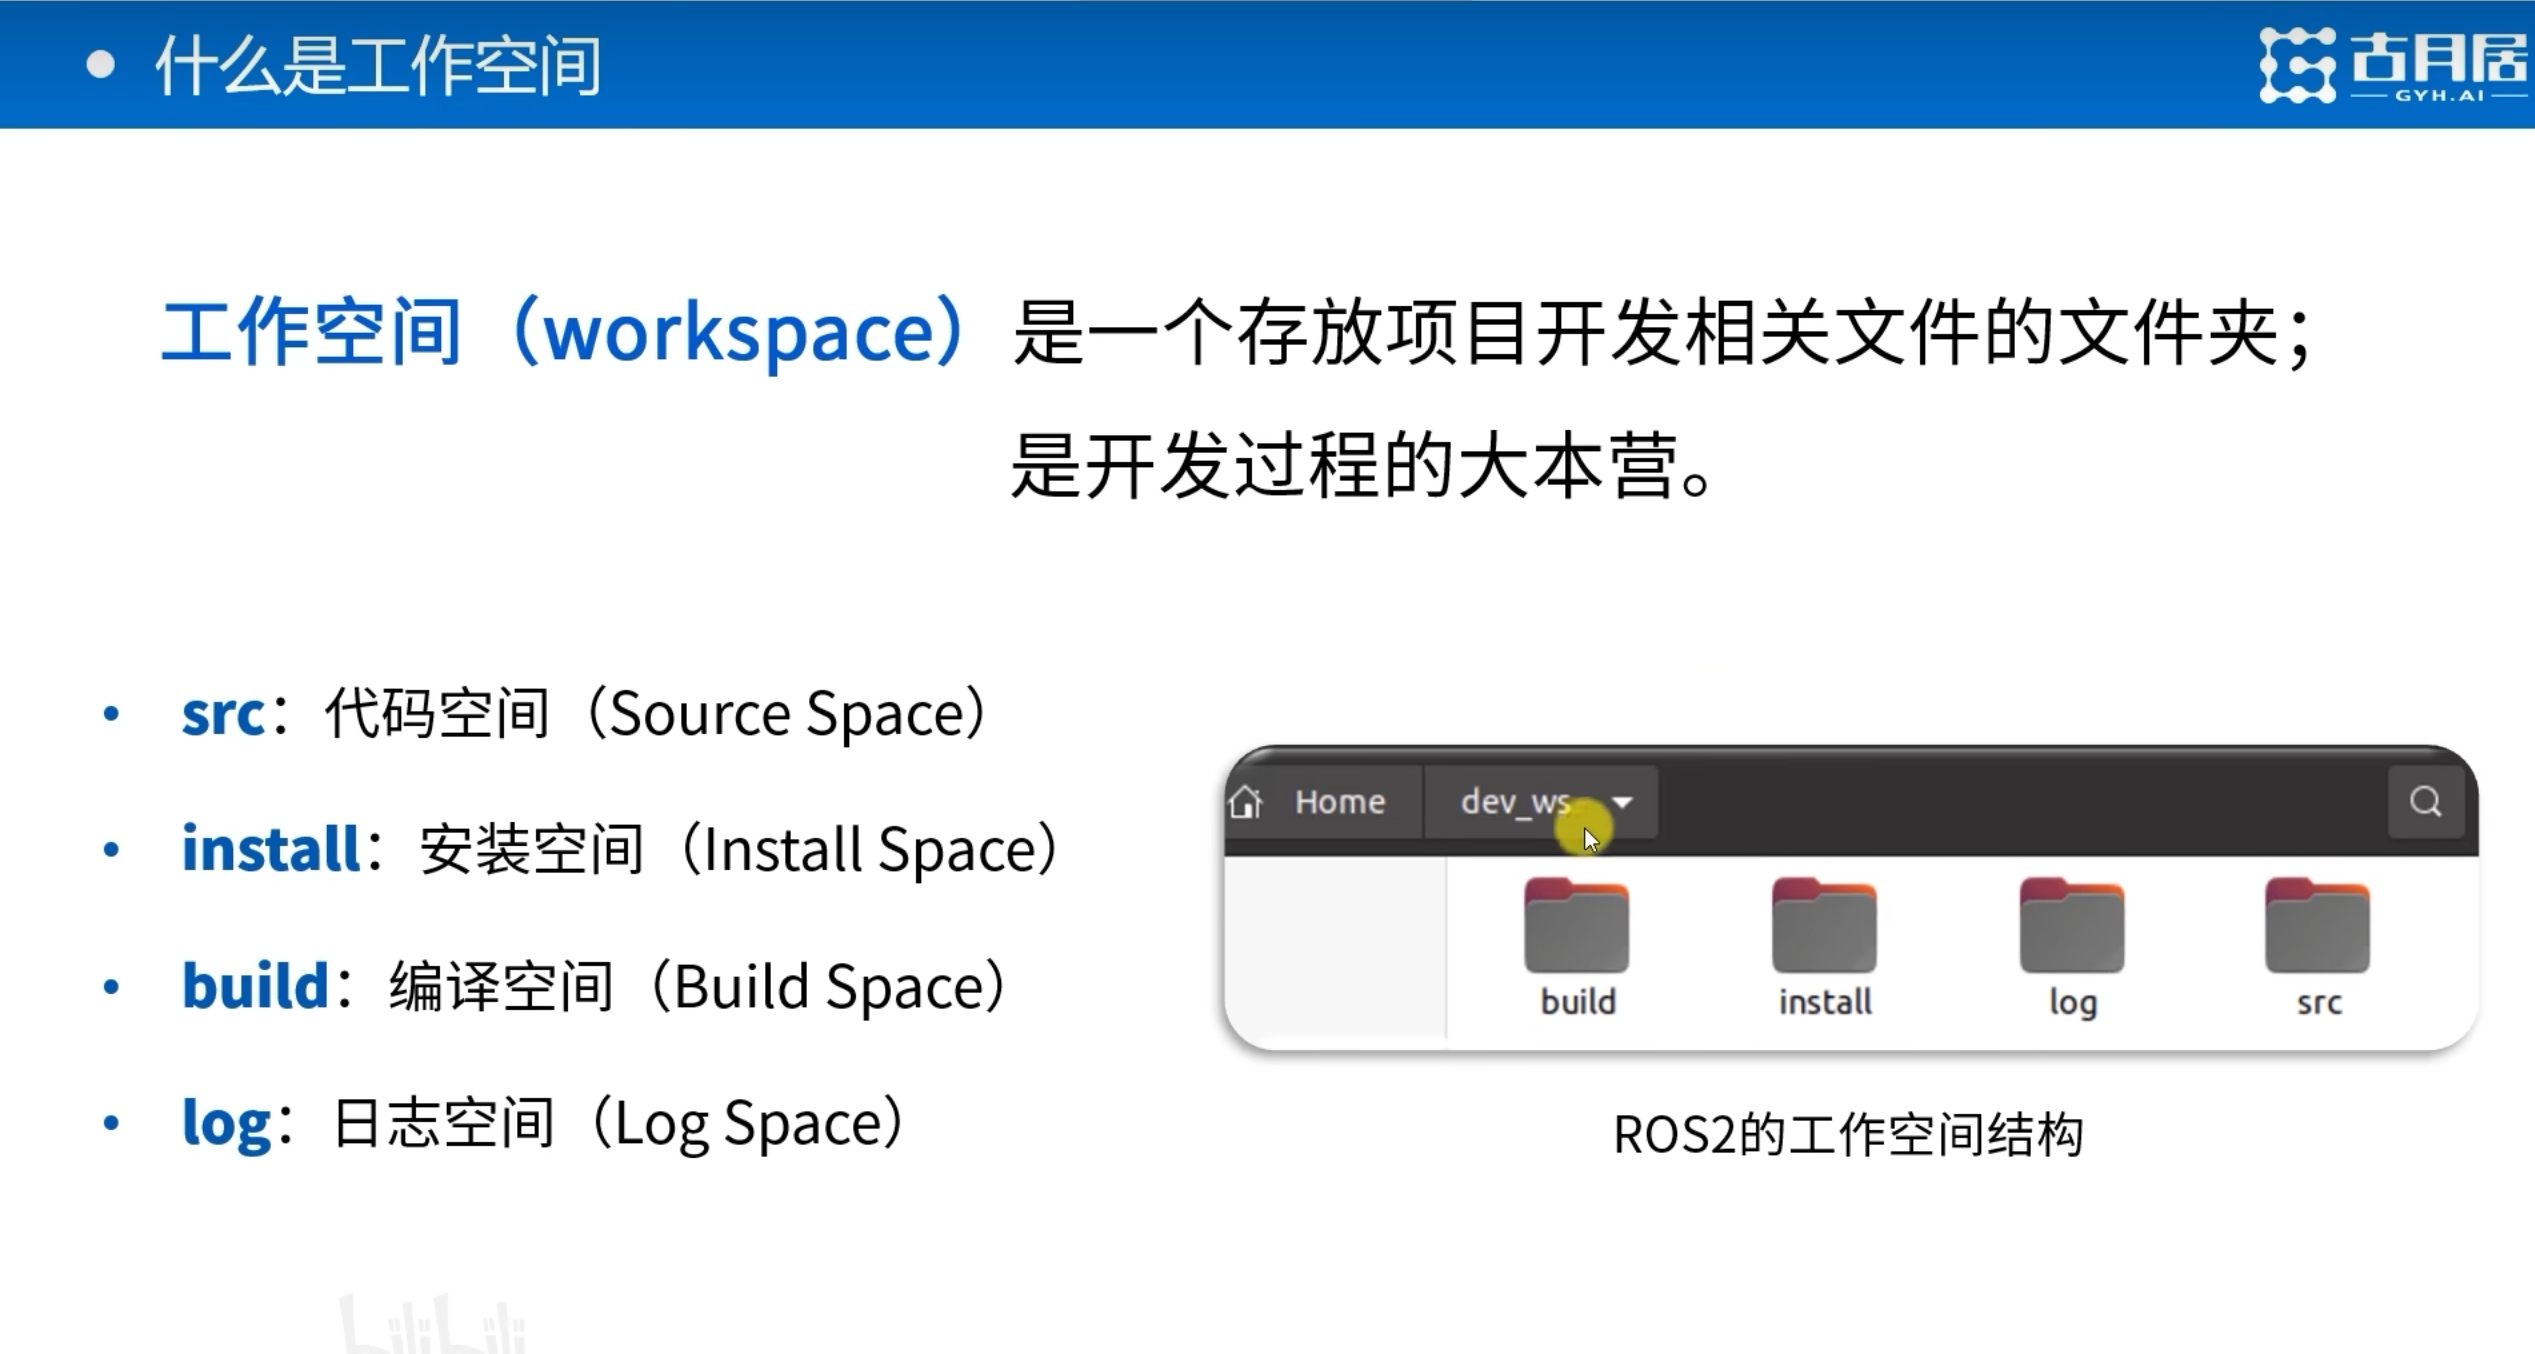 什么是工作空间
古月居
GYH.AI
工作空间（workspace）是一个存放项目开发相关文件的文件夹；
是开发过程的大本营。
src：代码空间（Source Space）
install：安装空间（Install Space）
build：编译空间（Build Space）
log：日志空间（Log Space）
Home dev_ws
build install log src
ROS2的工作空间结构